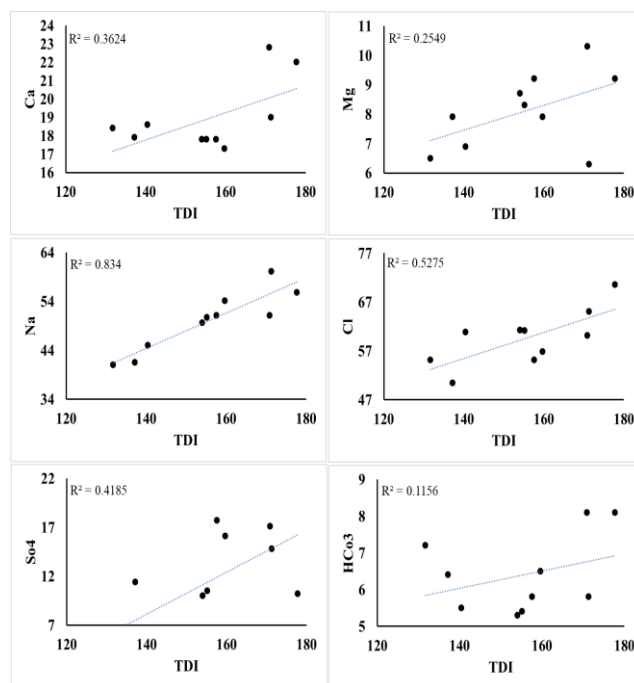 R² = 0.3624
24
23
22
21
20
19
18
17
16
Ca
120 140 160 180
TDI
R² = 0.2549
11
10
9
8
7
6
Mg
120 140 160 180
TDI
R² = 0.834
64
54
44
34
Na
120 140 160 180
TDI
R² = 0.5275
77
67
57
47
Cl
120 140 160 180
TDI
R² = 0.4185
22
17
12
7
So4
120 140 160 180
TDI
R² = 0.1156
9
8
7
6
5
HCo3
120 140 160 180
TDI